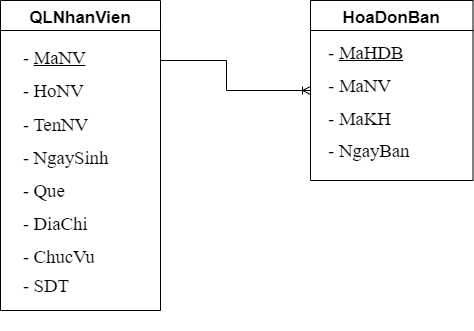 QLNhanVien
- MaNV
- HoNV
- TenNV
- NgaySinh
- Que
- DiaChi
- ChucVu
- SDT
HoaDonBan
- MaHDB
- MaNV
- MaKH
- NgayBan